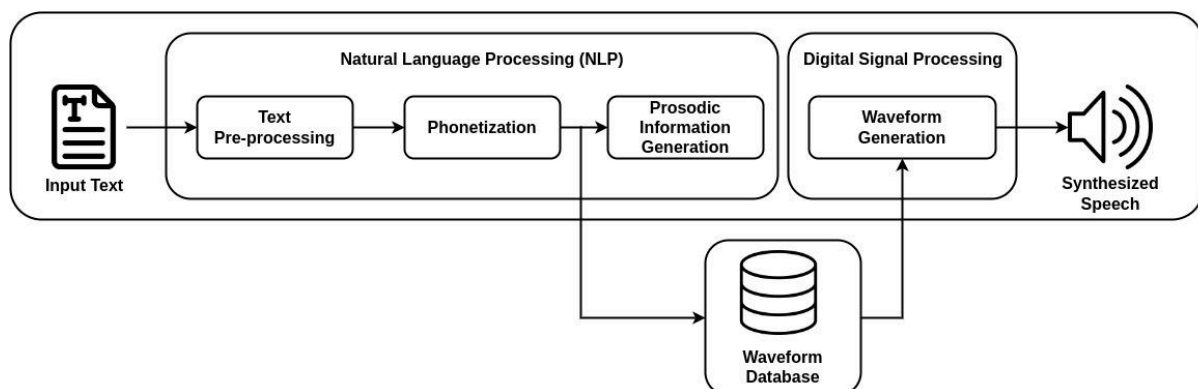 Natural Language Processing (NLP)
Digital Signal Processing
T
Input Text
Text
Pre-processing
Phonetization
Prosodic
Information
Generation
Waveform
Generation
Synthesized
Speech
Waveform
Database